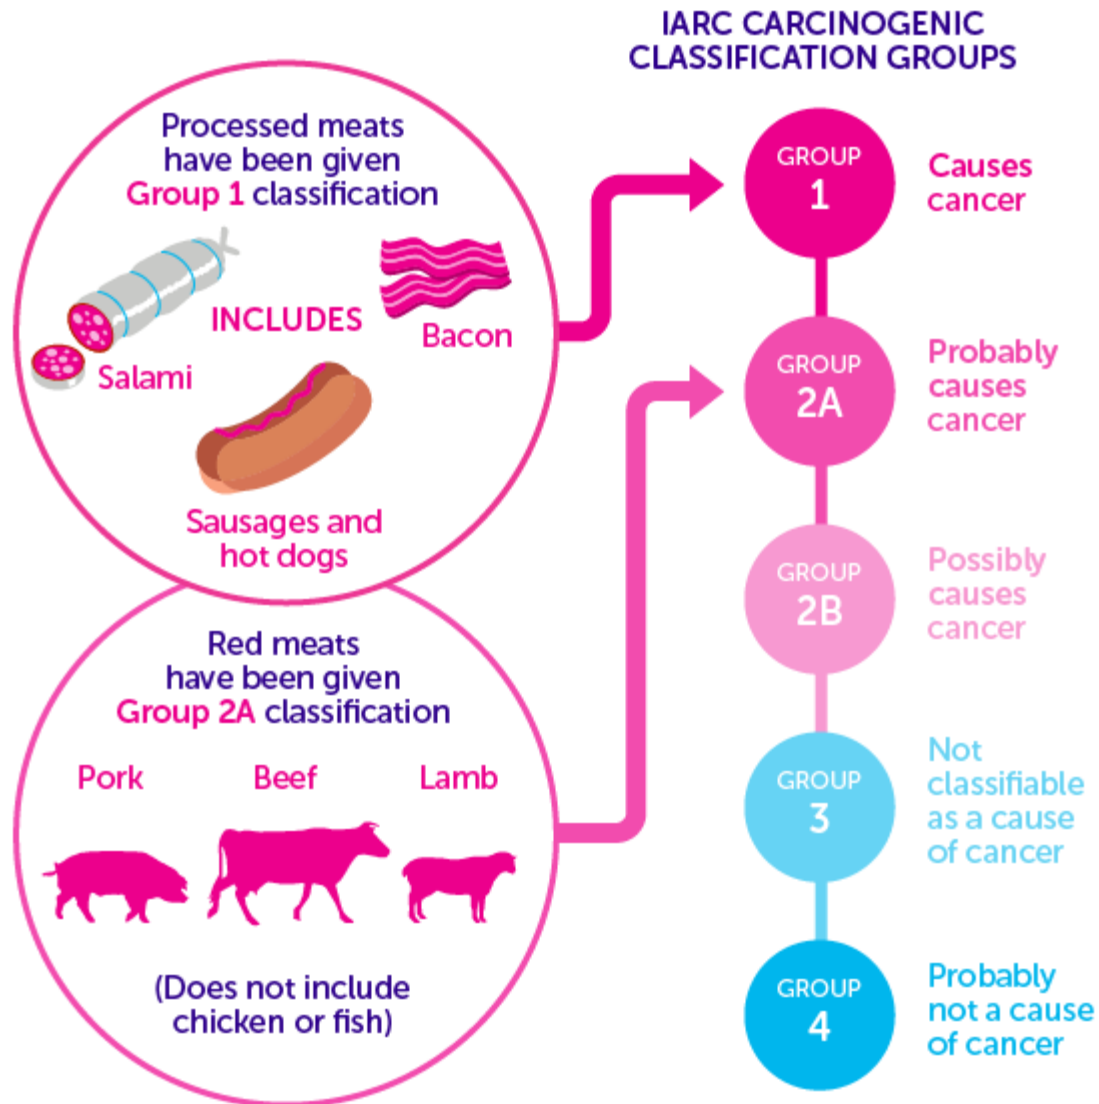 IARC CARCINOGENIC
CLASSIFICATION GROUPS
Processed meats
have been given
Group 1 classification
INCLUDES
Bacon
Salami
Sausages and
hot dogs
Red meats
have been given
Group 2A classification
Pork
Beef
Lamb
(Does not include
chicken or fish)
GROUP
1
Causes
cancer
GROUP
2A
Probably
causes
cancer
GROUP
2B
Possibly
causes
cancer
GROUP
3
Not
classifiable
as a cause
of cancer
GROUP
4
Probably
not a cause
of cancer